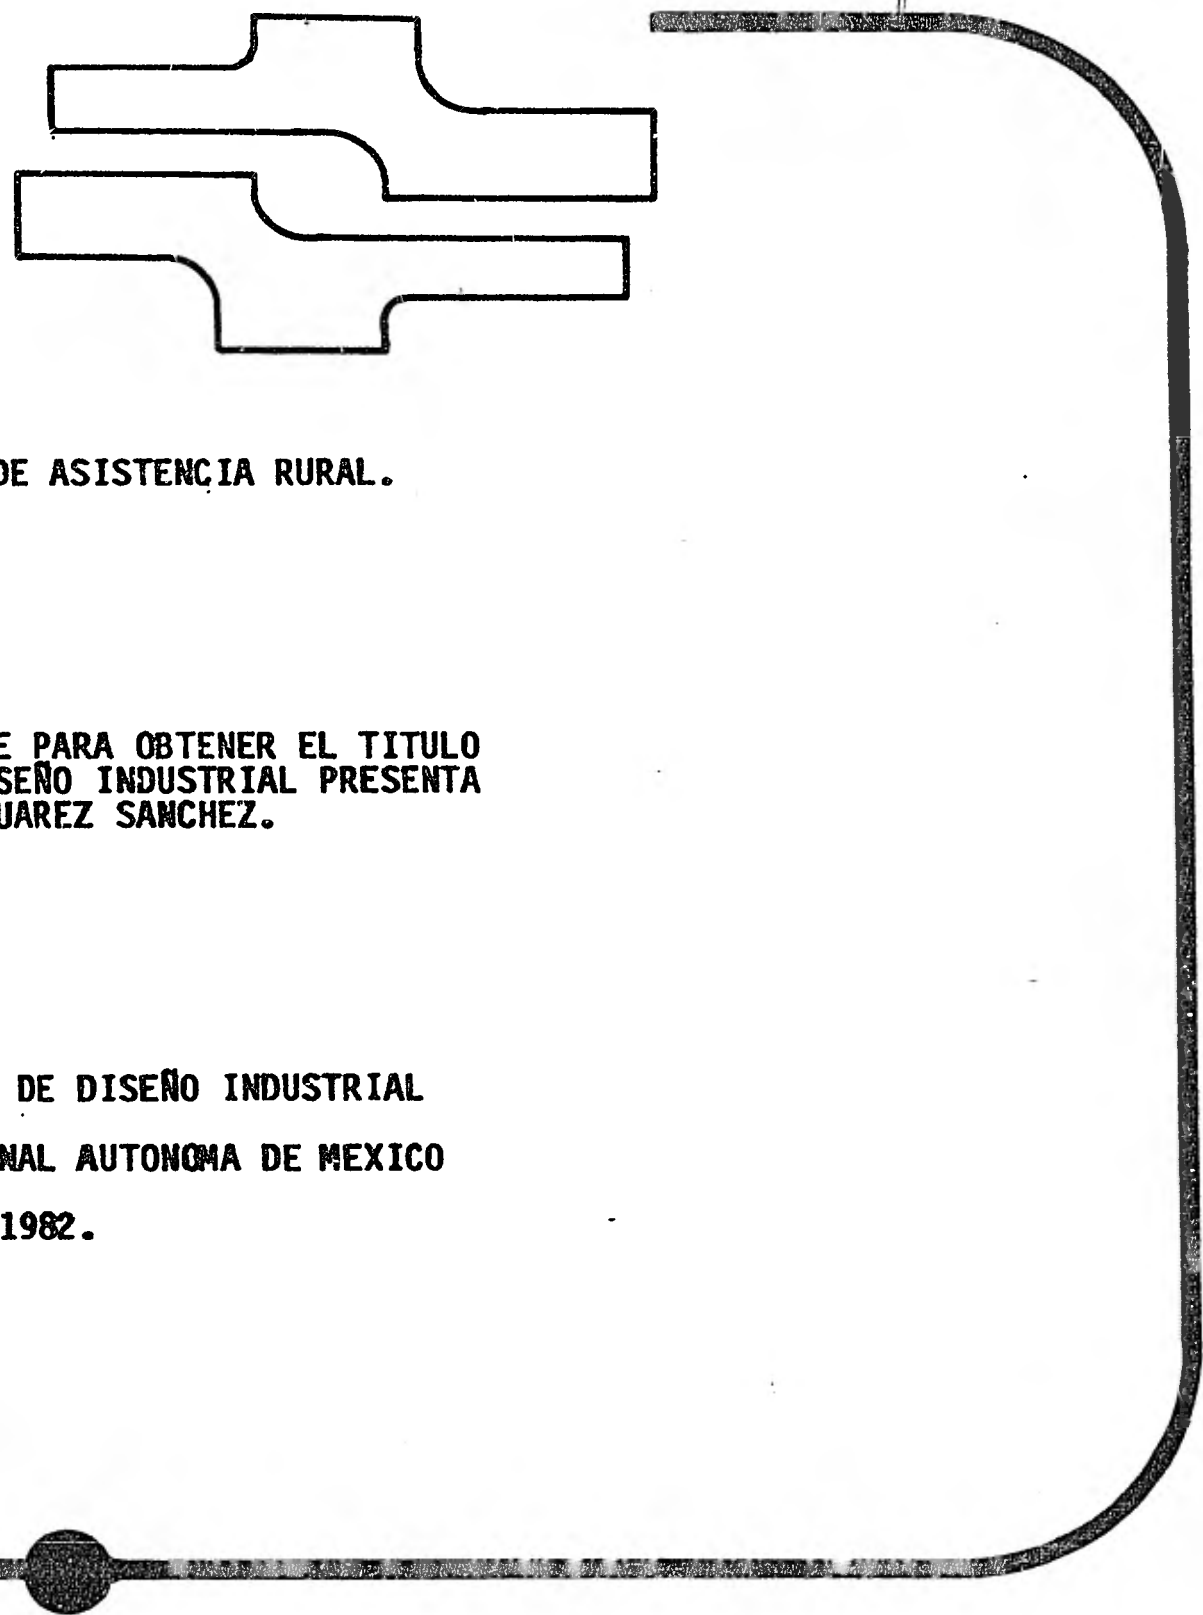 DE ASISTENCIA RURAL.
E PARA OBTENER EL TITULO
SEÑO INDUSTRIAL PRESENTA
UAREZ SANCHEZ.
DE DISEÑO INDUSTRIAL
NAL AUTONOMA DE MEXICO
1982.